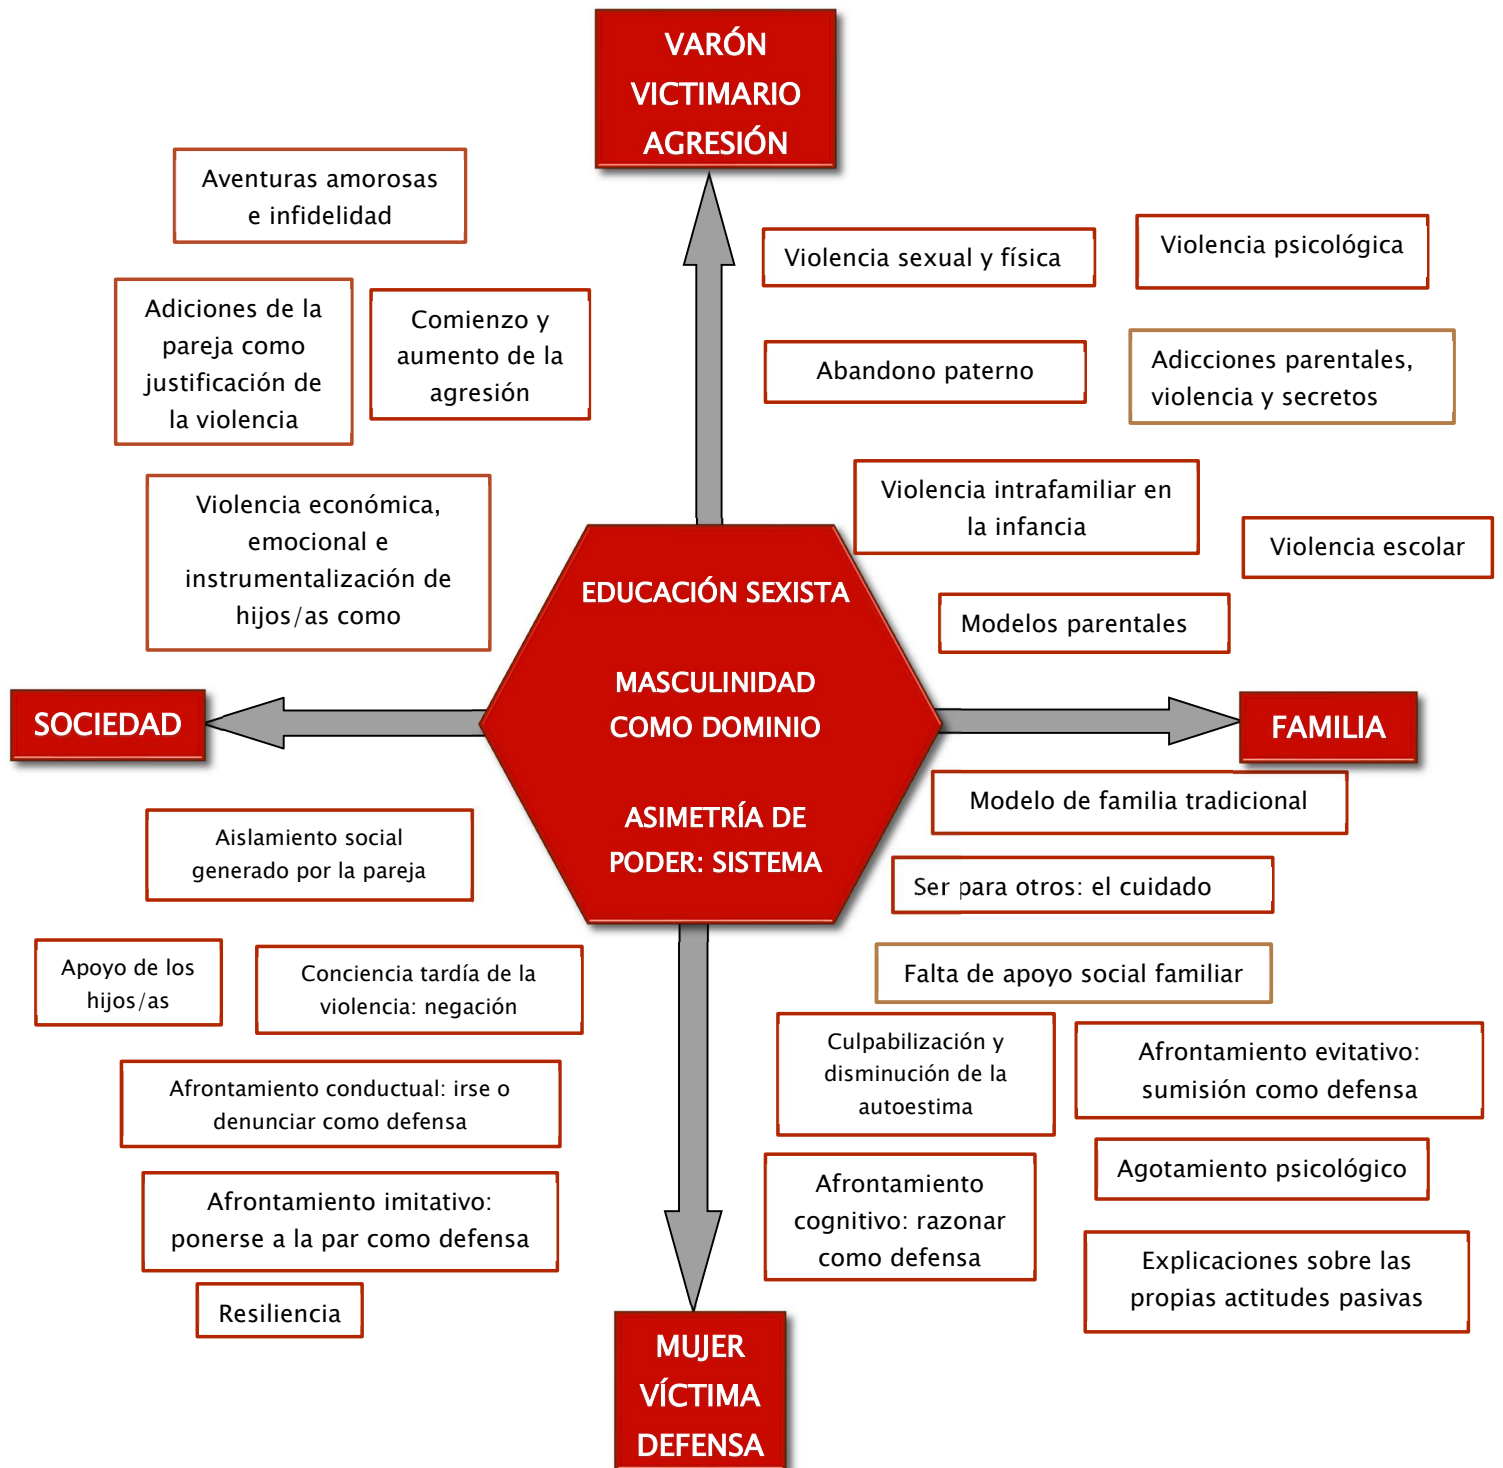 VARÓN
VICTIMARIO
AGRESIÓN
Aventuras amorosas
e infidelidad
Violencia sexual y física
Violencia psicológica
Adiciones de la
pareja como
justificación de
la violencia
Comienzo y
aumento de la
agresión
Abandono paterno
Adicciones parentales,
violencia y secretos
Violencia económica,
emocional e
instrumentalización de
hijos/as como
Violencia intrafamiliar en
la infancia
Violencia escolar
Modelos parentales
EDUCACIÓN SEXISTA
MASCULINIDAD
COMO DOMINIO
ASIMETRÍA DE
PODER: SISTEMA
SOCIEDAD
FAMILIA
Modelo de familia tradicional
Aislamiento social
generado por la pareja
Ser para otros: el cuidado
Apoyo de los
hijos/as
Conciencia tardía de la
violencia: negación
Falta de apoyo social familiar
Culpabilización y
disminución de la
autoestima
Afrontamiento evitativo:
sumisión como defensa
Afrontamiento conductual: irse o
denunciar como defensa
Agotamiento psicológico
Afrontamiento imitativo:
ponerse a la par como defensa
Afrontamiento
cognitivo: razonar
como defensa
Explicaciones sobre las
propias actitudes pasivas
Resiliencia
MUJER
VÍCTIMA
DEFENSA